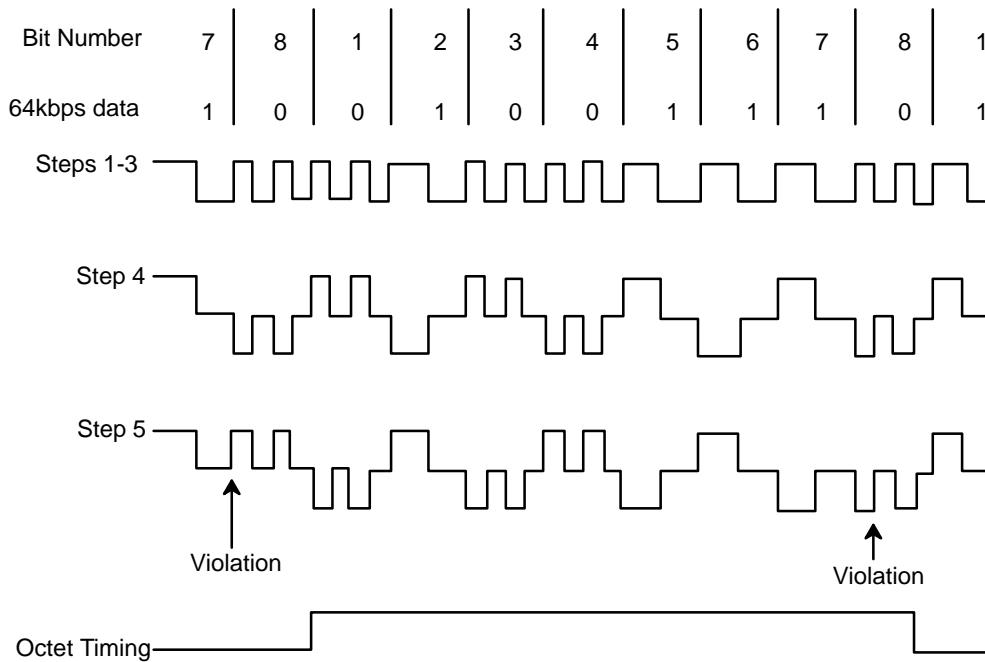 Bit Number 7 8 1 2 3 4 5 6 7 8 1
64kbps data 1 0 0 1 0 0 1 1 1 0 1
Steps 1-3
Step 4
Step 5
Violation
Violation
Octet Timing